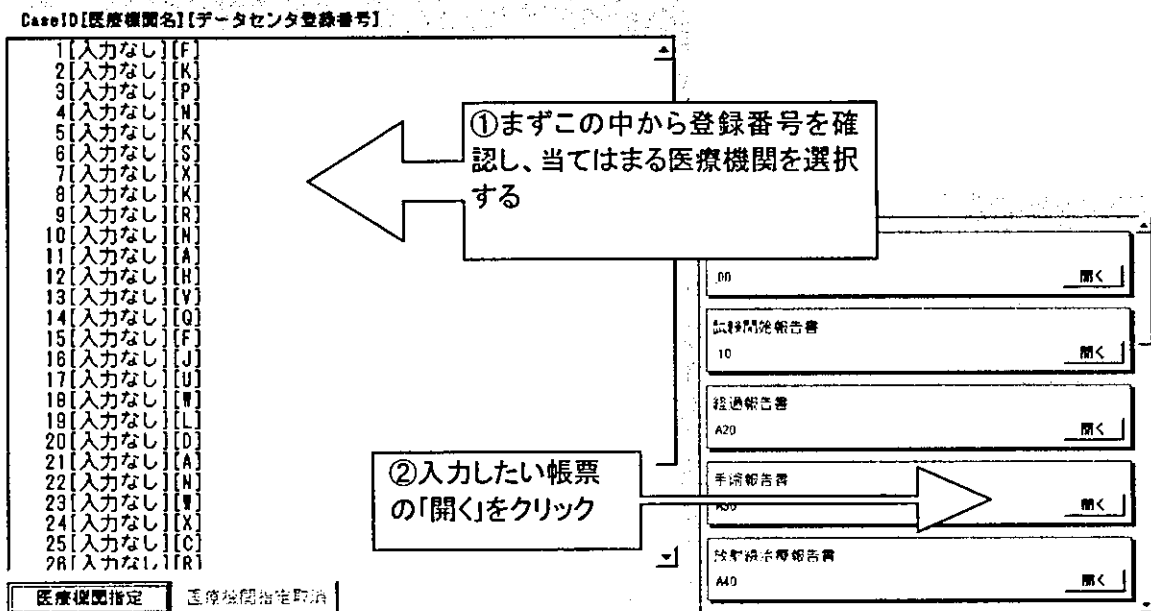 CaseID[医療機関名][データセンタ登録番号]
1[入力なし][F]
2[入力なし][K]
3[入力なし][P]
4[入力なし][N]
5[入力なし][K]
6[入力なし][S]
7[入力なし][X]
8[入力なし][K]
9[入力なし][R]
10[入力なし][N]
11[入力なし][A]
12[入力なし][H]
13[入力なし][V]
14[入力なし][Q]
15[入力なし][F]
16[入力なし][J]
17[入力なし][U]
18[入力なし][W]
19[入力なし][L]
20[入力なし][D]
21[入力なし][A]
22[入力なし][N]
23[入力なし][W]
24[入力なし][X]
25[入力なし][C]
26[入力なし][R]
医療機関指定
医療機関指定取消
①まずこの中から登録番号を確
認し、当てはまる医療機関を選択
する
②入力したい帳票
の「開く」をクリック
00
開く
試験開始報告書
10
開く
経過報告書
A20
開く
手術報告書
A30
開く
放射線治療報告書
A40
開く